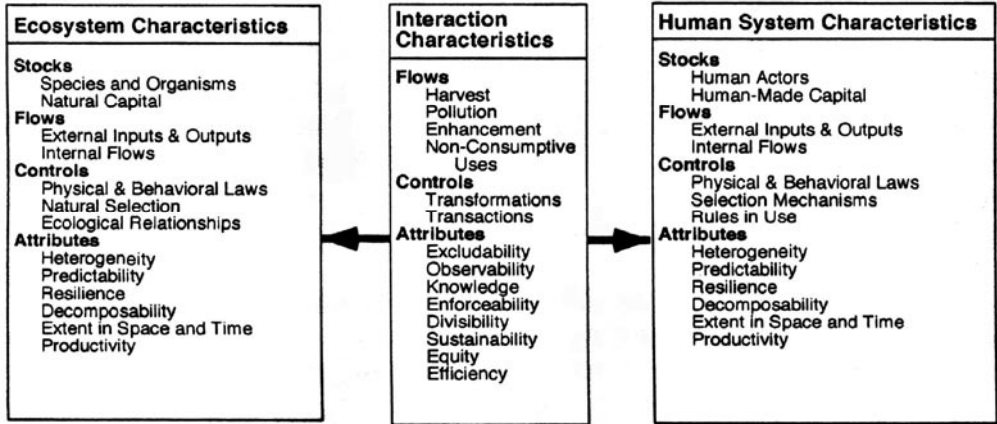 Ecosystem Characteristics
Stocks
Species and Organisms
Natural Capital
Flows
External Inputs & Outputs
Internal Flows
Controls
Physical & Behavioral Laws
Natural Selection
Ecological Relationships
Attributes
Heterogeneity
Predictability
Resilience
Decomposability
Extent in Space and Time
Productivity
Interaction
Characteristics
Flows
Harvest
Pollution
Enhancement
Non-Consumptive
Uses
Controls
Transformations
Transactions
Attributes
Excludability
Observability
Knowledge
Enforceability
Divisibility
Sustainability
Equity
Efficiency
Human System Characteristics
Stocks
Human Actors
Human-Made Capital
Flows
External Inputs & Outputs
Internal Flows
Controls
Physical & Behavioral Laws
Selection Mechanisms
Rules in Use
Attributes
Heterogeneity
Predictability
Resilience
Decomposability
Extent in Space and Time
Productivity